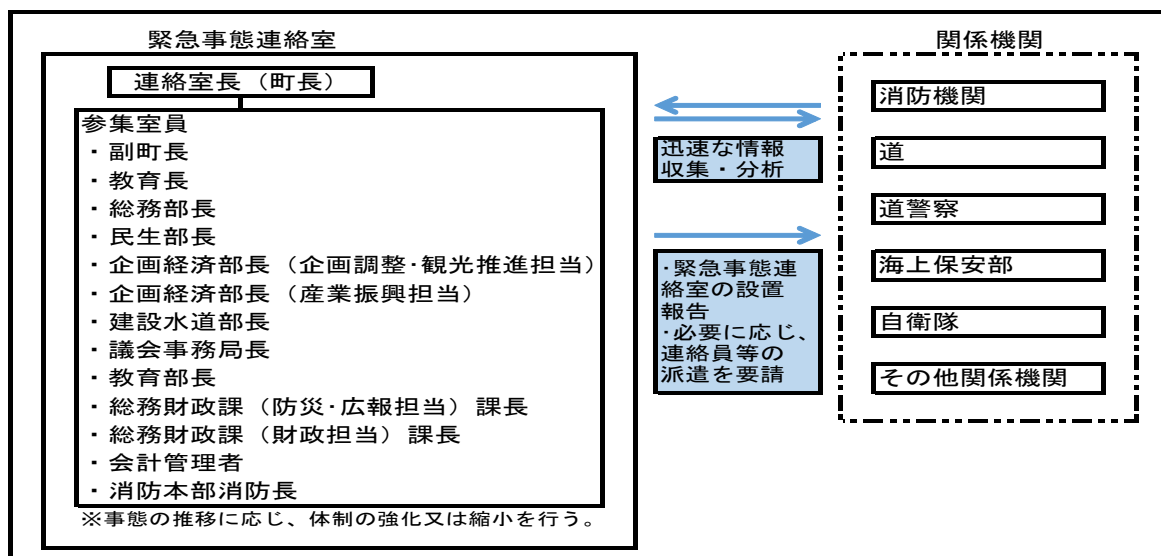 緊急事態連絡室
連絡室長（町長）
参集室員
・副町長
・教育長
・総務部長
・民生部長
・企画経済部長（企画調整・観光推進担当）
・企画経済部長（産業振興担当）
・建設水道部長
・議会事務局長
・教育部長
・総務財政課（防災・広報担当）課長
・総務財政課（財政担当）課長
・会計管理者
・消防本部消防長
※事態の推移に応じ、体制の強化又は縮小を行う。
迅速な情報
収集・分析
・緊急事態連
絡室の設置
報告
・必要に応じ、
連絡員等の
派遣を要請
関係機関
消防機関
道
道警察
海上保安部
自衛隊
その他関係機関